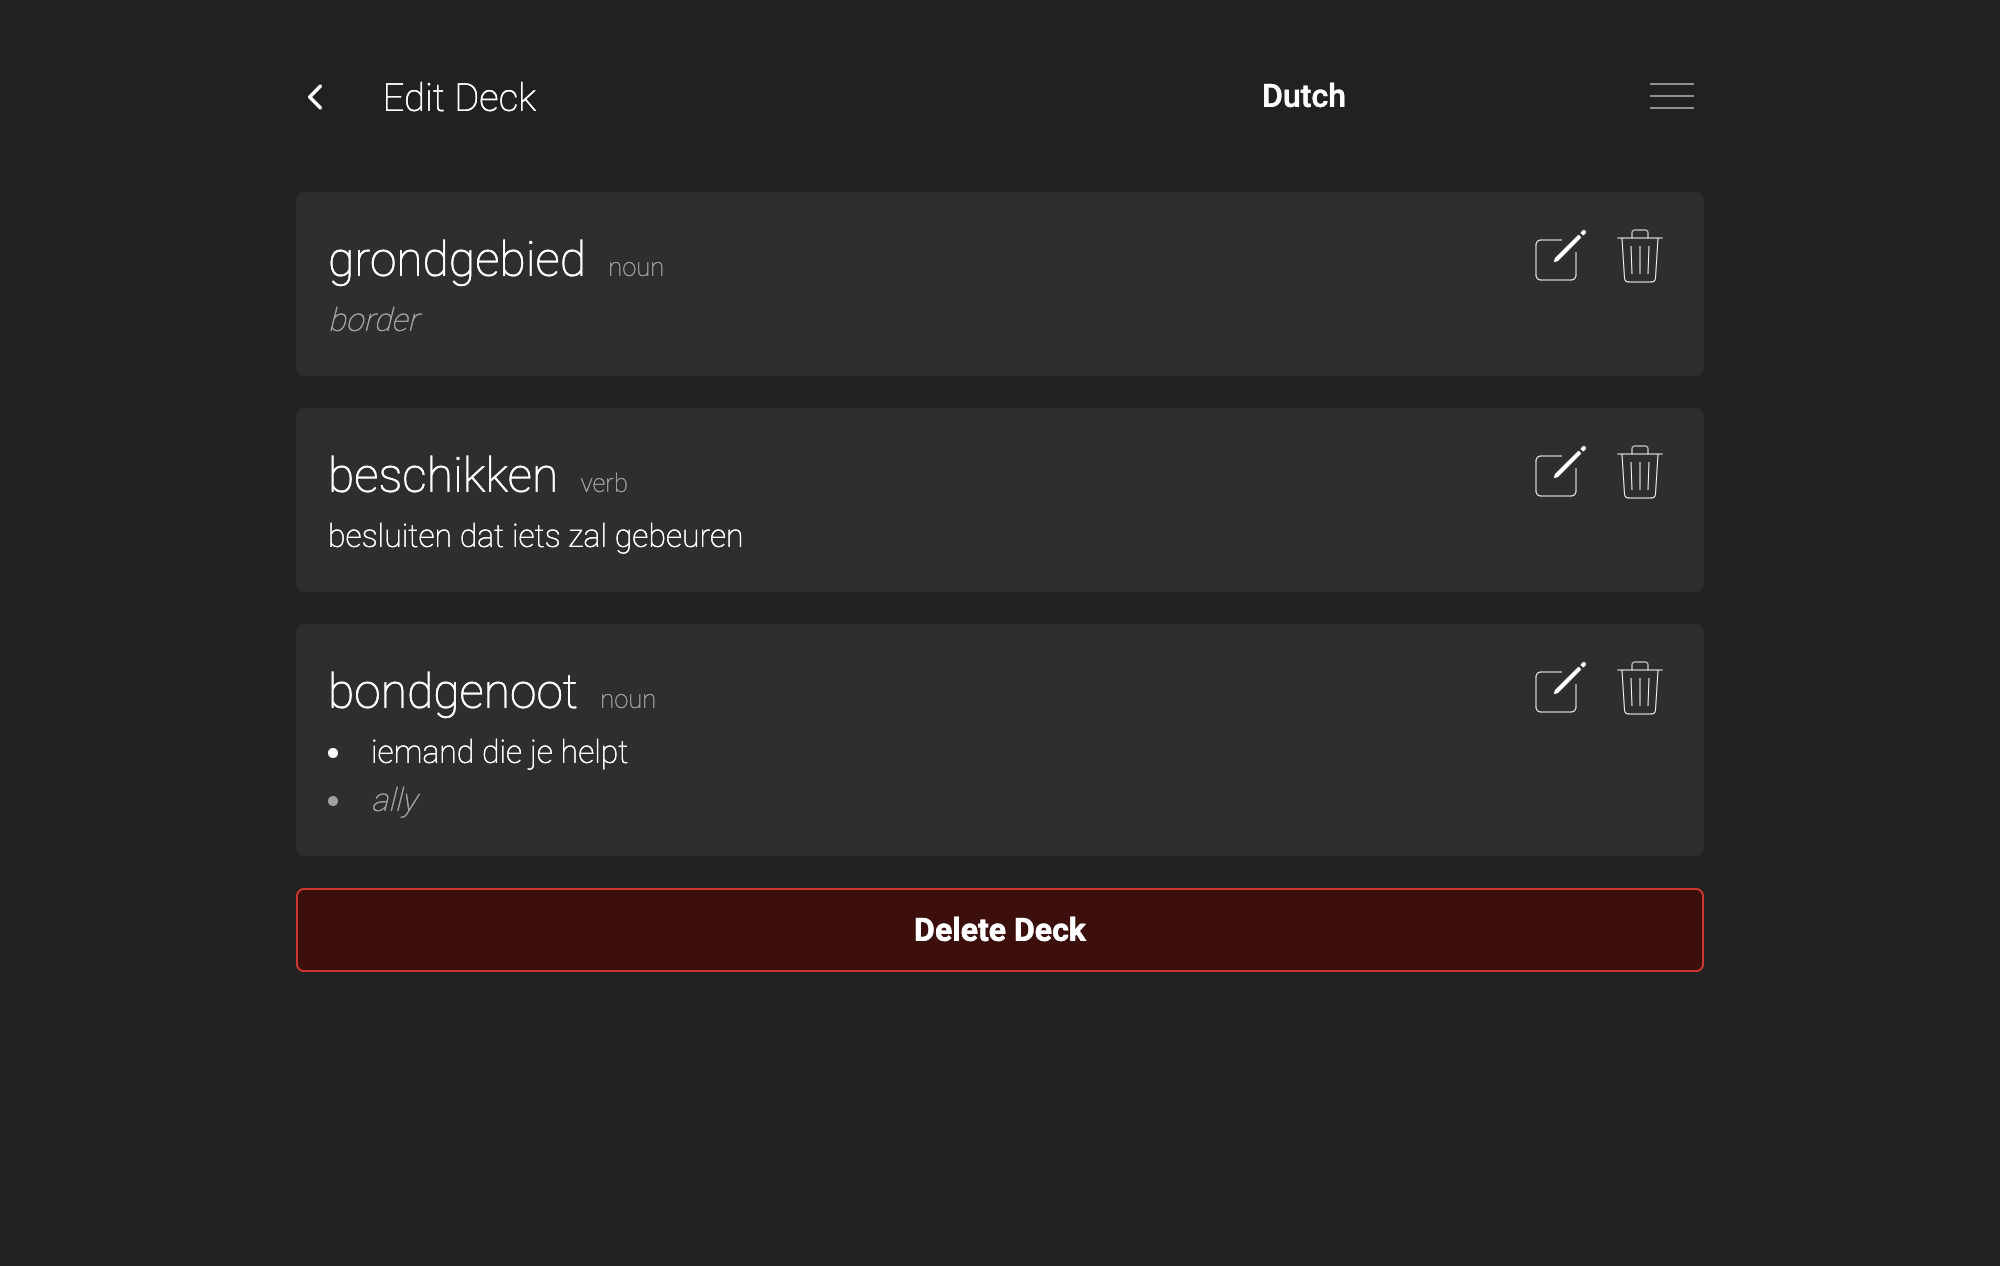 Edit Deck
Dutch
grondgebied noun
border
beschikken verb
besluiten dat iets zal gebeuren
bondgenoot noun
• iemand die je helpt
• ally
Delete Deck